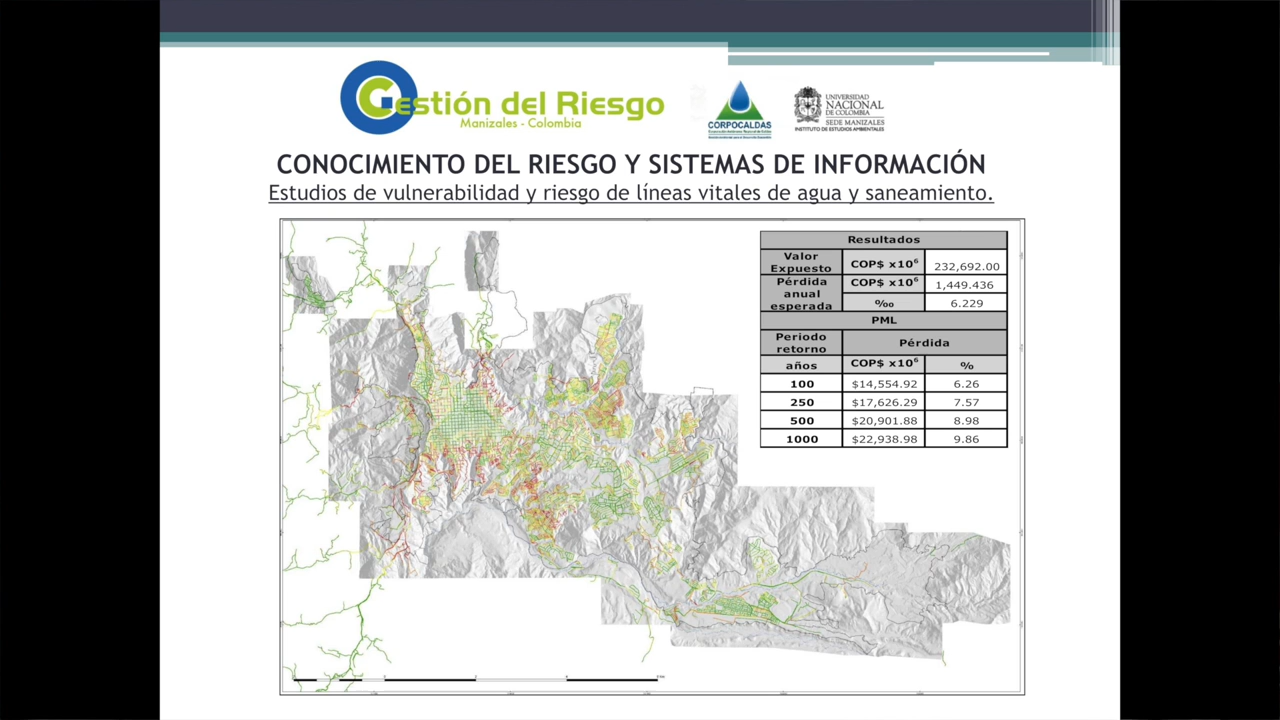 Gestión del Riesgo
Manizales - Colombia
CORPOCALDAS
UNIVERSIDAD
NACIONAL
DE COLOMBIA
SEDE MANIZALES
INSTITUTO DE ESTUDIOS AMBIENTALES
CONOCIMIENTO DEL RIESGO Y SISTEMAS DE INFORMACIÓN
Estudios de vulnerabilidad y riesgo de líneas vitales de agua y saneamiento.
Resultados
Valor Expuesto COP$ x10⁶ 232,692.00
Pérdida anual esperada COP$ x10⁶ 1,449.436
‰ 6.229
PML
Periodo retorno Pérdida
años COP$ x10⁶ %
100 $14,554.92 6.26
250 $17,626.29 7.57
500 $20,901.88 8.98
1000 $22,938.98 9.86